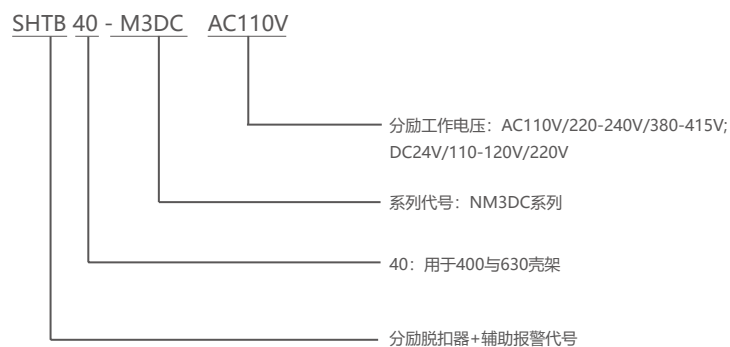 SHTB 40 - M3DC AC110V
分励工作电压：AC110V/220-240V/380-415V;
DC24V/110-120V/220V
系列代号：NM3DC系列
40：用于400与630壳架
分励脱扣器+辅助报警代号